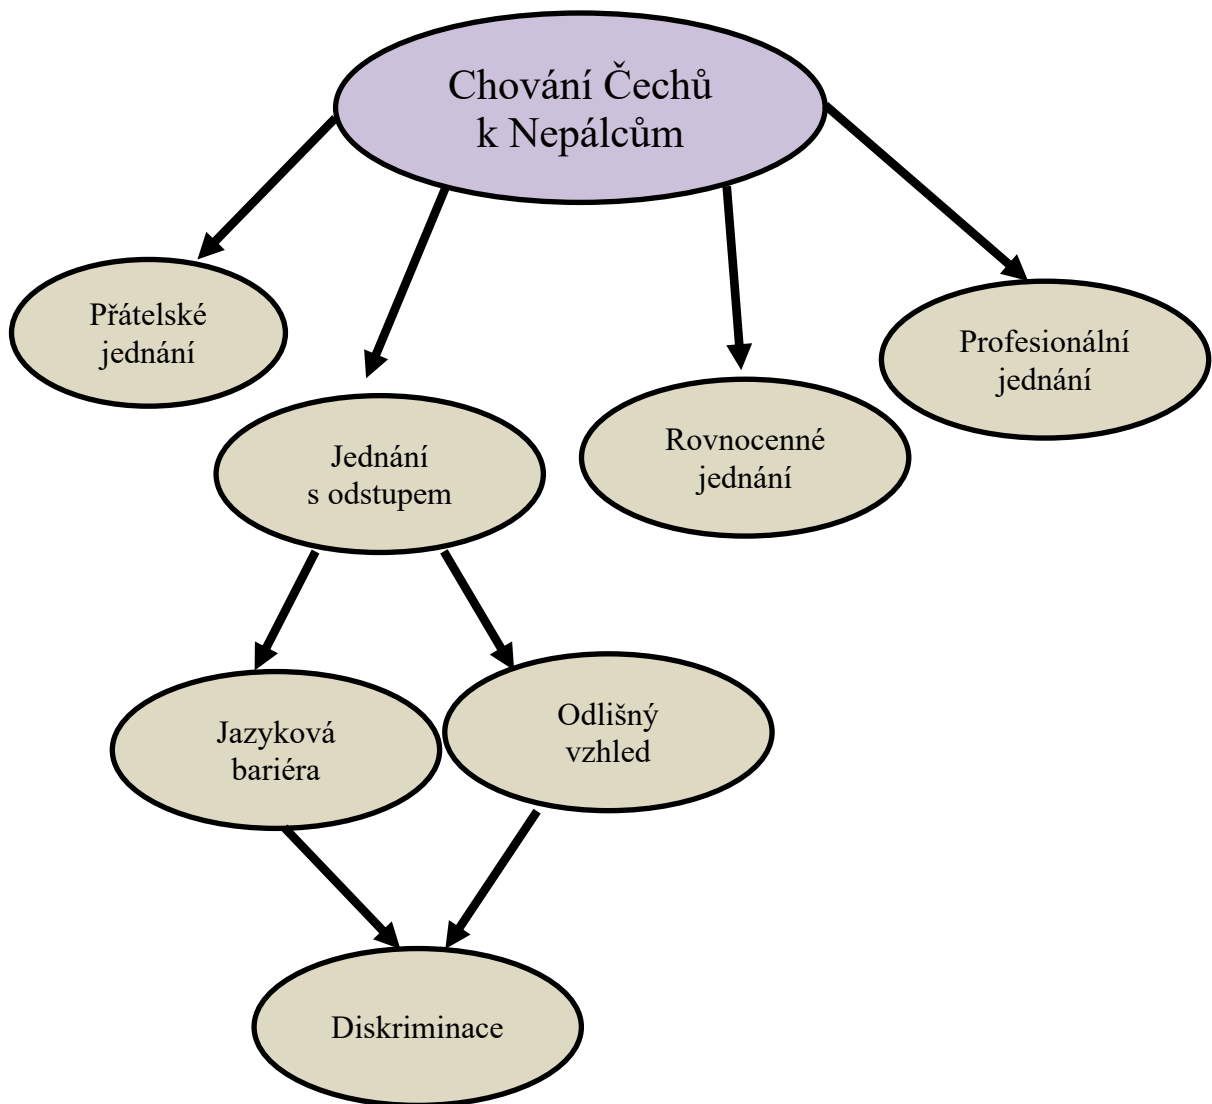 Chování Čechů
k Nepálcům
Přátelské
jednání
Profesionální
jednání
Jednání
s odstupem
Rovnocenné
jednání
Jazyková
bariéra
Odlišný
vzhled
Diskriminace